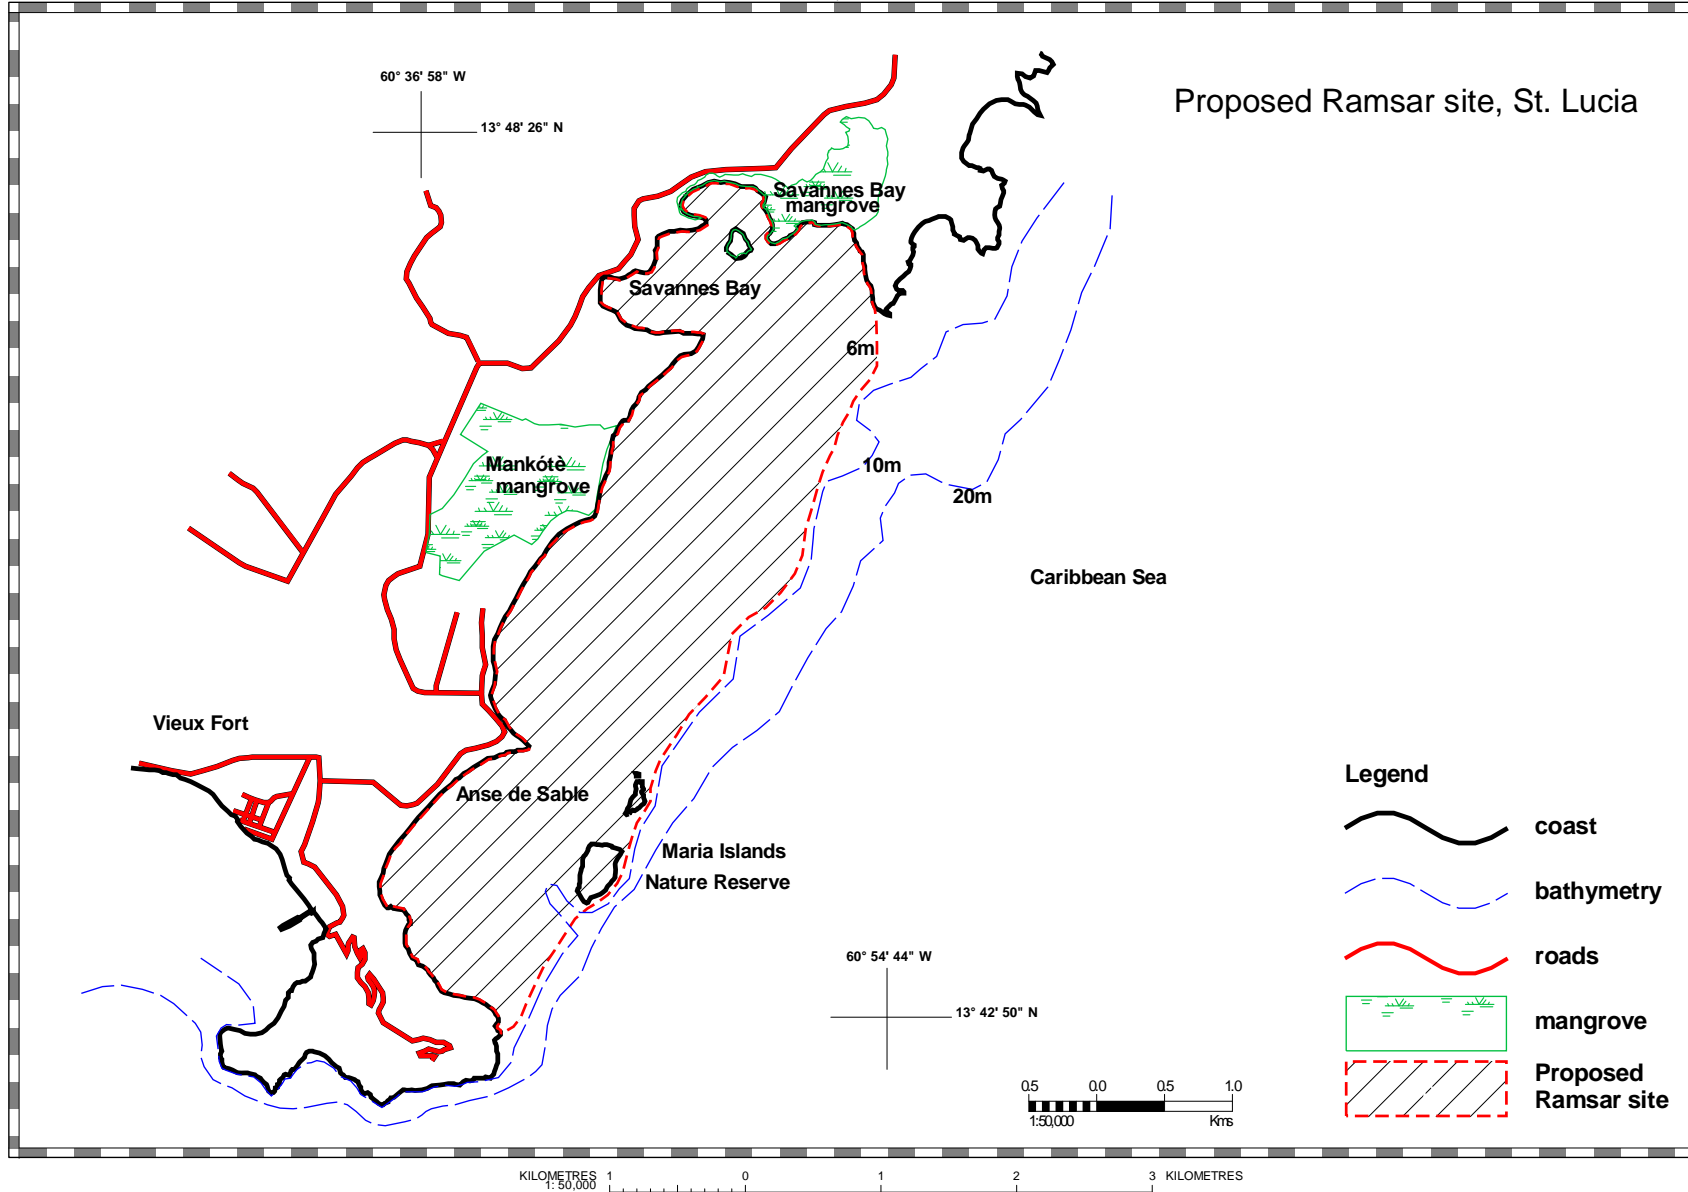 Proposed Ramsar site, St. Lucia
60° 36' 58" W
13° 48' 26" N
Savannes Bay
mangrove
Savannes Bay
6m
Mankótè
mangrove
10m
20m
Caribbean Sea
Vieux Fort
Anse de Sable
Maria Islands
Nature Reserve
60° 54' 44" W
13° 42' 50" N
Legend
coast
bathymetry
roads
mangrove
Proposed
Ramsar site
0.5 0.0 0.5 1.0
1:50,000 Kms
KILOMETRES 1 0 1 2 3 KILOMETRES
1: 50,000